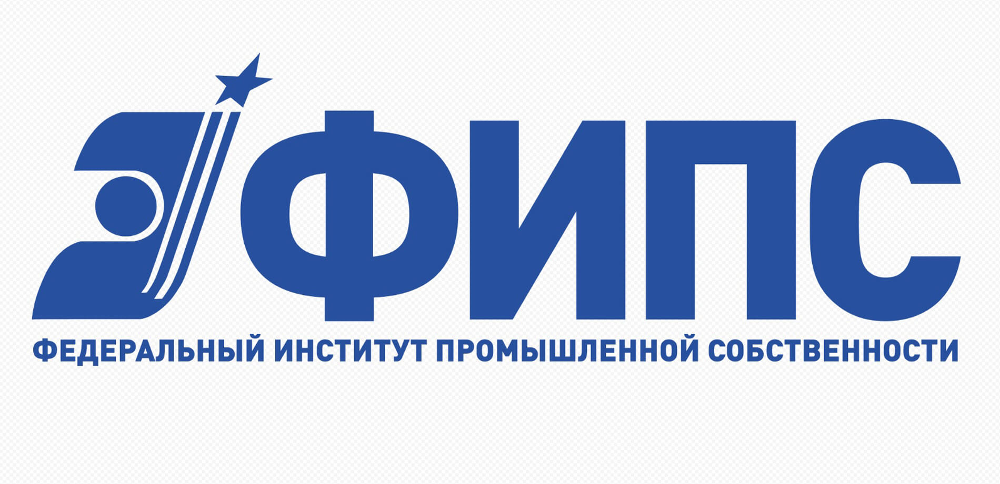 ФИПС
ФЕДЕРАЛЬНЫЙ ИНСТИТУТ ПРОМЫШЛЕННОЙ СОБСТВЕННОСТИ